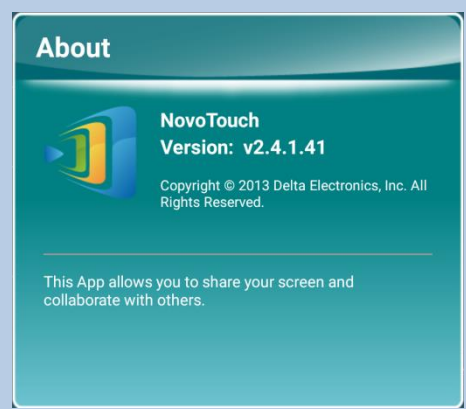 About
NovoTouch
Version: v2.4.1.41
Copyright © 2013 Delta Electronics, Inc. All
Rights Reserved.
This App allows you to share your screen and
collaborate with others.